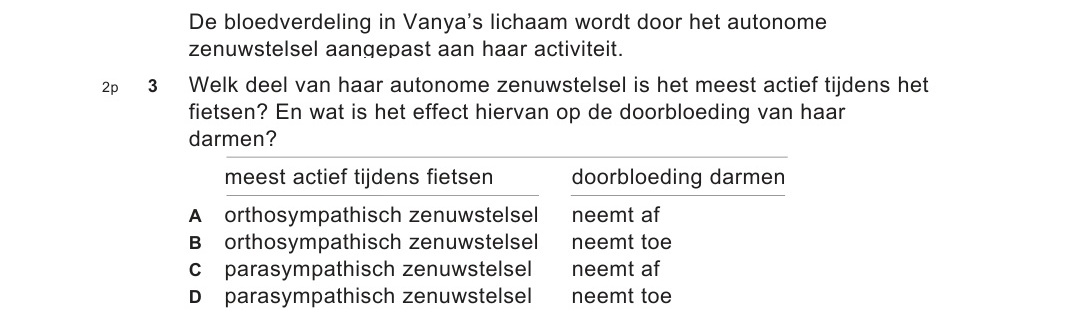 De bloedverdeling in Vanya's lichaam wordt door het autonome
zenuwstelsel aangepast aan haar activiteit.
2p 3 Welk deel van haar autonome zenuwstelsel is het meest actief tijdens het
fietsen? En wat is het effect hiervan op de doorbloeding van haar
darmen?
meest actief tijdens fietsen doorbloeding darmen
A orthosympathisch zenuwstelsel neemt af
B orthosympathisch zenuwstelsel neemt toe
C parasympathisch zenuwstelsel neemt af
D parasympathisch zenuwstelsel neemt toe